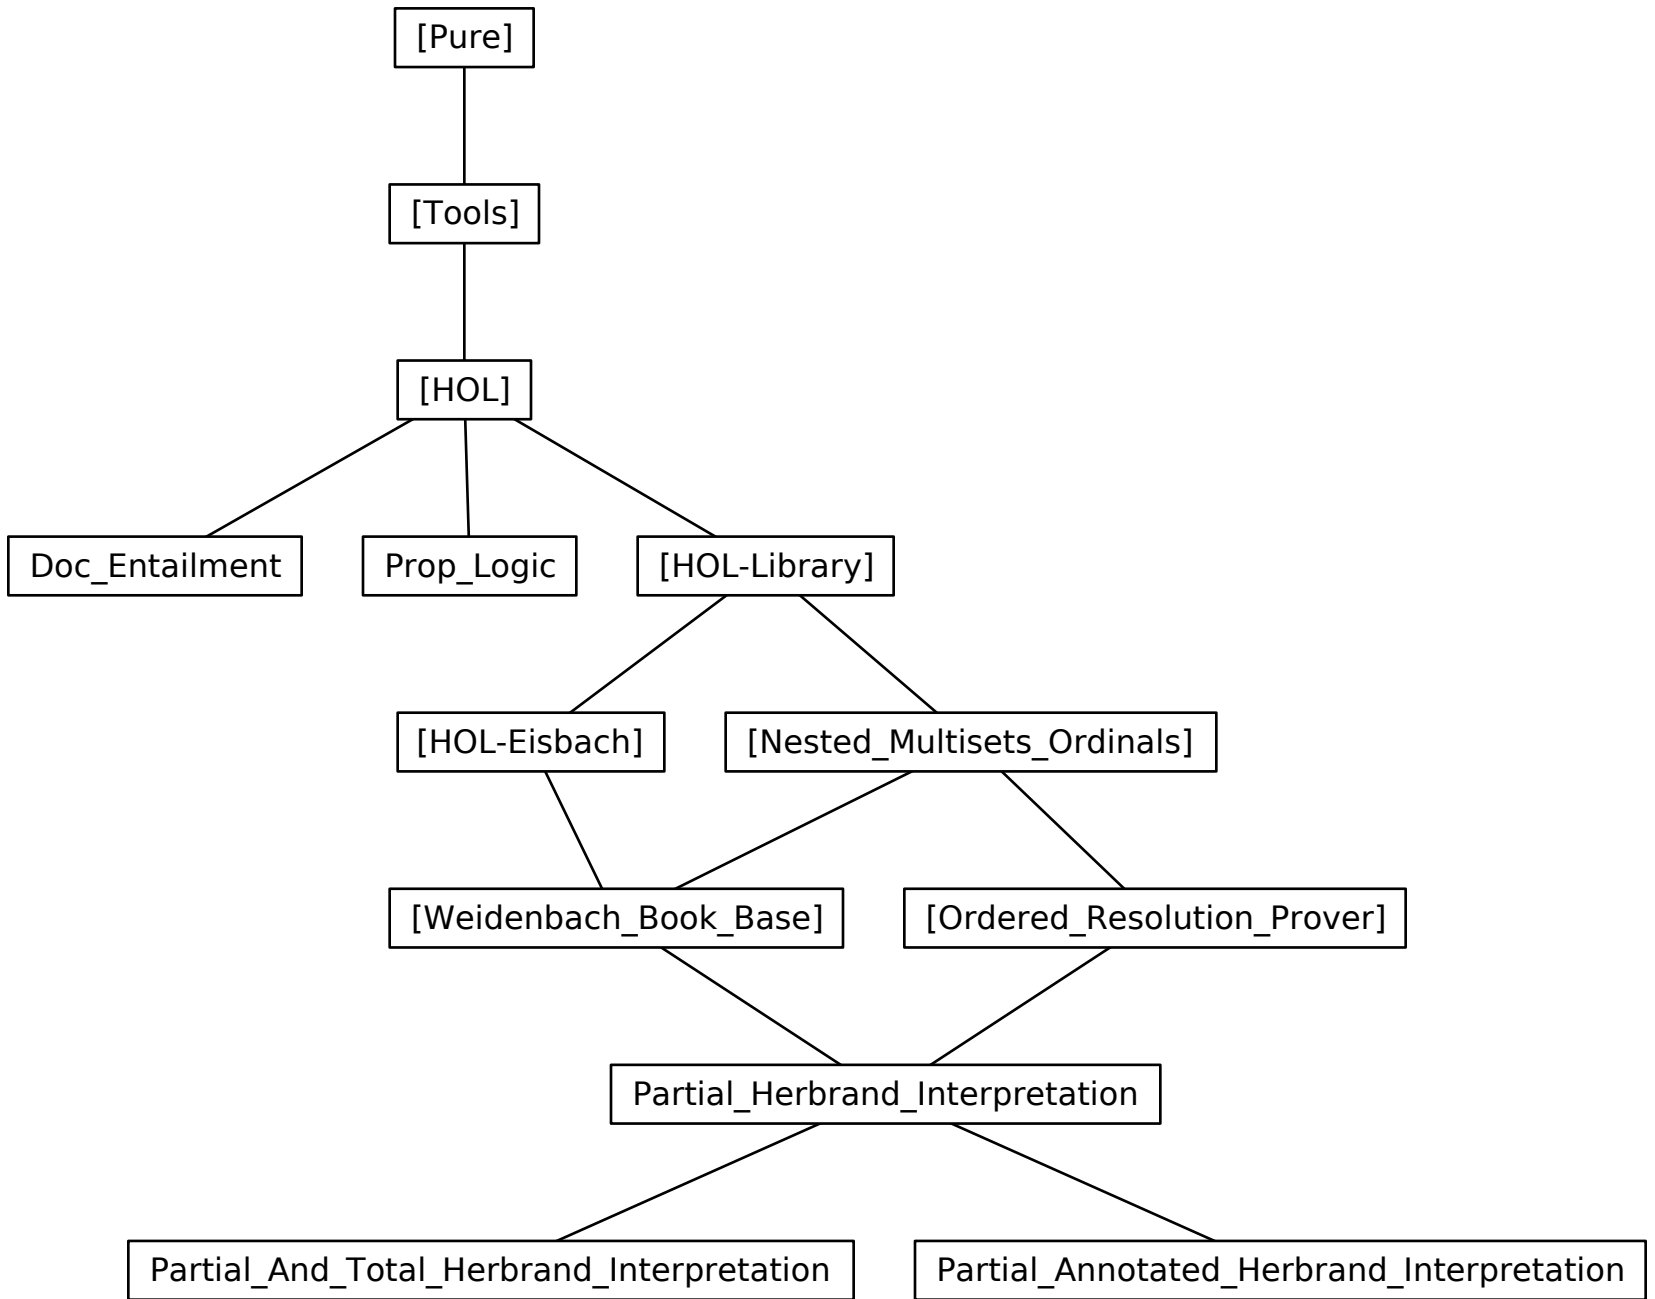 [Pure]
[Tools]
[HOL]
Doc_Entailment
Prop_Logic
[HOL-Library]
[HOL-Eisbach]
[Nested_Multisets_Ordinals]
[Weidenbach_Book_Base]
[Ordered_Resolution_Prover]
Partial_Herbrand_Interpretation
Partial_And_Total_Herbrand_Interpretation
Partial_Annotated_Herbrand_Interpretation